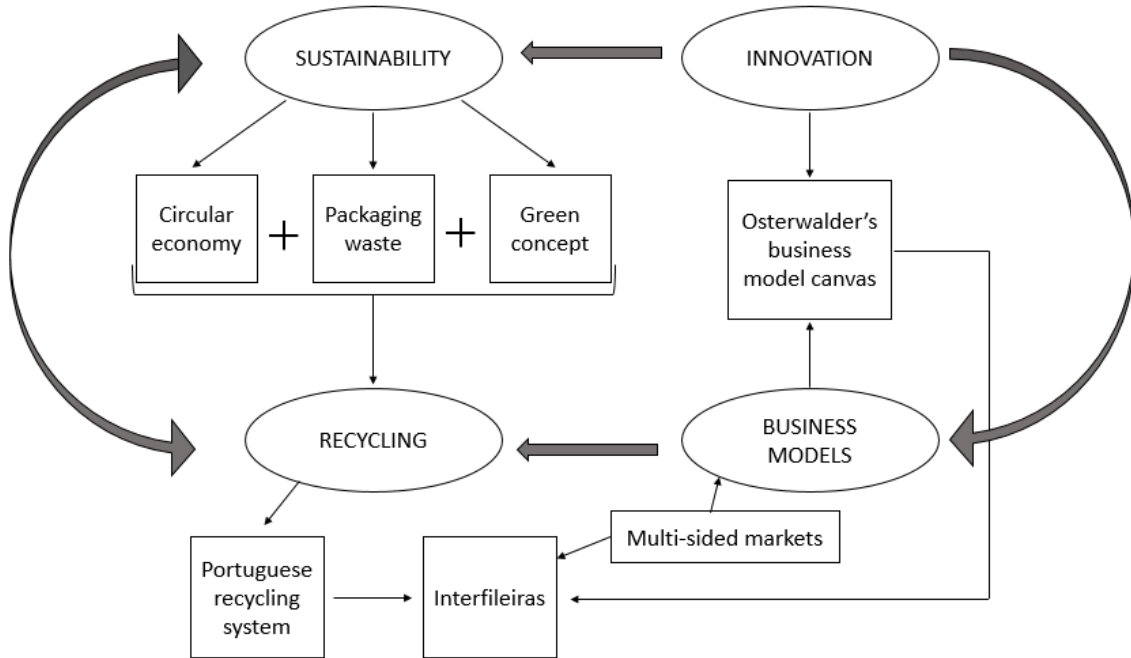 SUSTAINABILITY
INNOVATION
Circular
economy
+
Packaging
waste
+
Green
concept
Osterwalder's
business
model canvas
RECYCLING
BUSINESS
MODELS
Multi-sided markets
Portuguese
recycling
system
Interfileiras